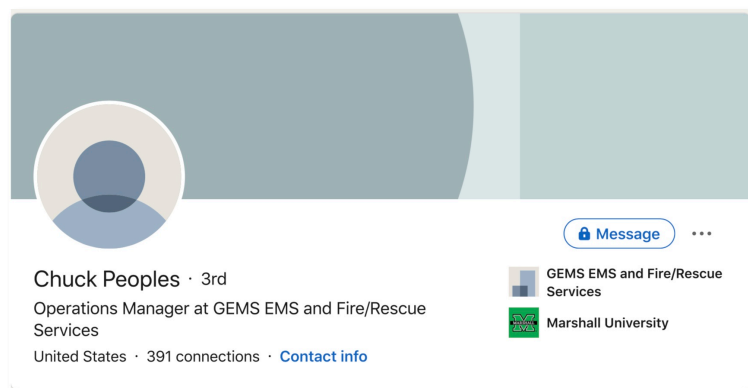 Message
Chuck Peoples · 3rd
Operations Manager at GEMS EMS and Fire/Rescue
Services
United States · 391 connections · Contact info
GEMS EMS and Fire/Rescue
Services
MARSHALL
Marshall University